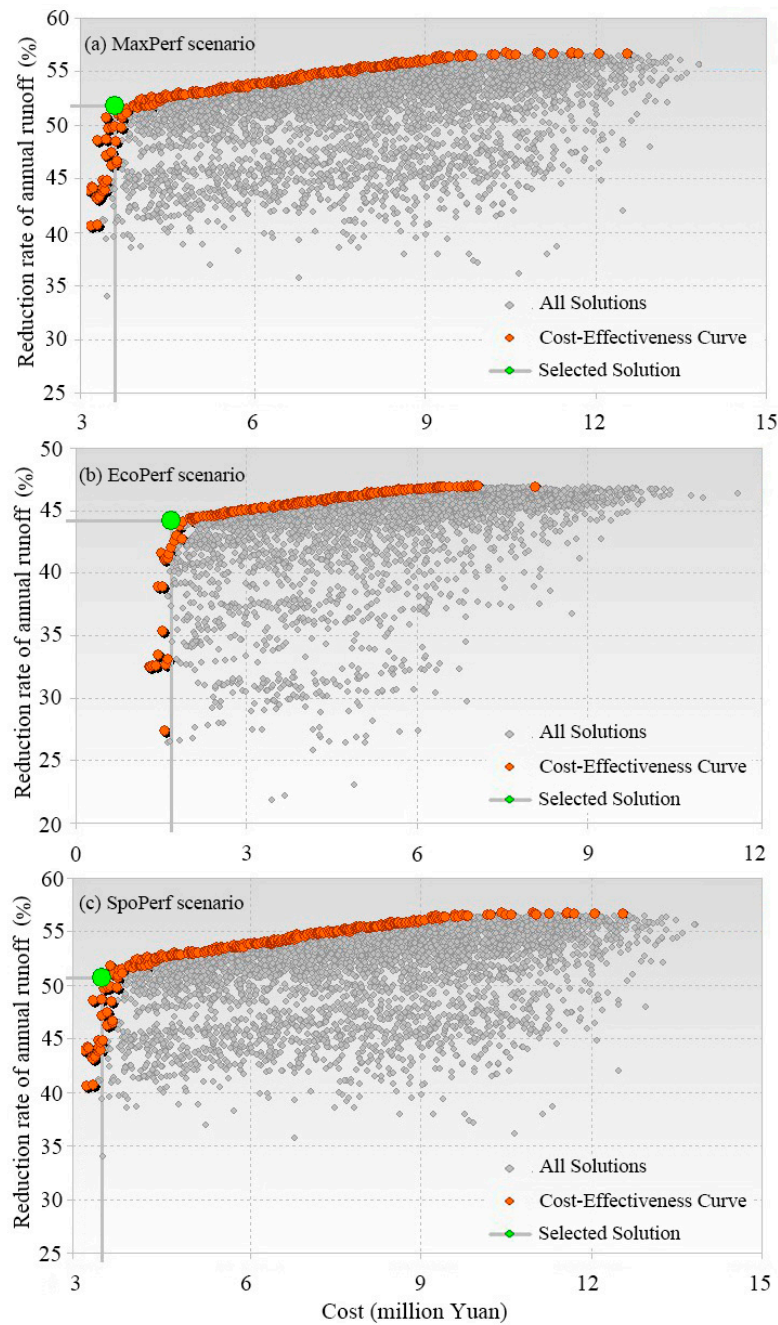 60
(a) MaxPerf scenario
55
50
45
40
35
30
25
Reduction rate of annual runoff (%)
All Solutions
Cost-Effectiveness Curve
Selected Solution
3 6 9 12 15
50
(b) EcoPerf scenario
45
40
35
30
25
20
Reduction rate of annual runoff (%)
All Solutions
Cost-Effectiveness Curve
Selected Solution
0 3 6 9 12
60
(c) SpoPerf scenario
55
50
45
40
35
30
25
Reduction rate of annual runoff (%)
All Solutions
Cost-Effectiveness Curve
Selected Solution
3 6 9 12 15
Cost (million Yuan)